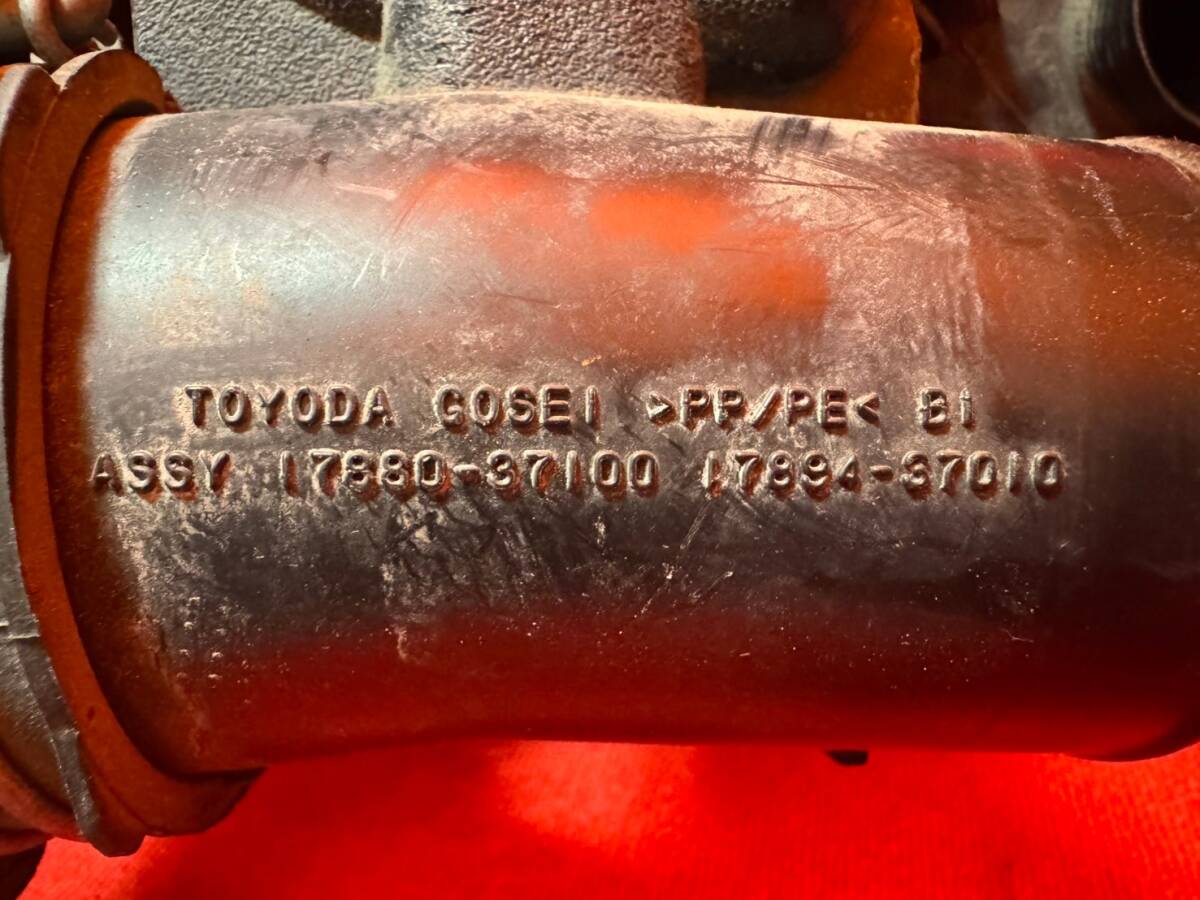 TOYODA GOSEI >PP/PE< B1
ASSY 17880-37100 17894-37010